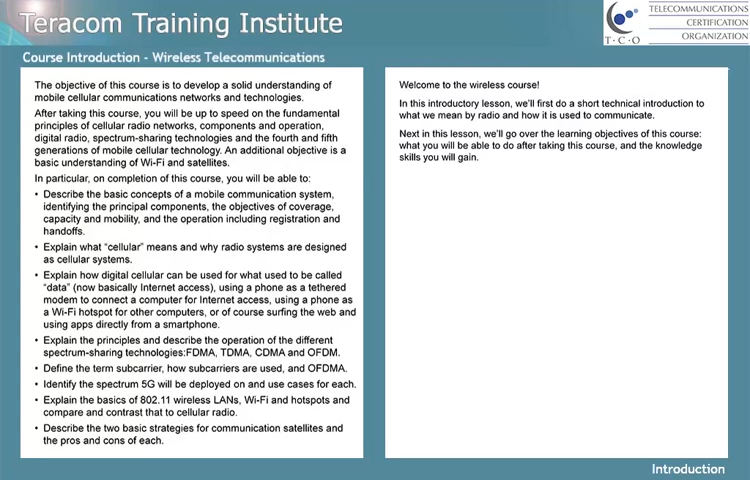 Teracom Training Institute
TELECOMMUNICATIONS
CERTIFICATION
ORGANIZATION
T·C·O
Course Introduction - Wireless Telecommunications
The objective of this course is to develop a solid understanding of
mobile cellular communications networks and technologies.
After taking this course, you will be up to speed on the fundamental
principles of cellular radio networks, components and operation,
digital radio, spectrum-sharing technologies and the fourth and fifth
generations of mobile cellular technology. An additional objective is a
basic understanding of Wi-Fi and satellites.
In particular, on completion of this course, you will be able to:
• Describe the basic concepts of a mobile communication system,
identifying the principal components, the objectives of coverage,
capacity and mobility, and the operation including registration and
handoffs.
• Explain what “cellular” means and why radio systems are designed
as cellular systems.
• Explain how digital cellular can be used for what used to be called
“data” (now basically Internet access), using a phone as a tethered
modem to connect a computer for Internet access, using a phone as
a Wi-Fi hotspot for other computers, or of course surfing the web and
using apps directly from a smartphone.
• Explain the principles and describe the operation of the different
spectrum-sharing technologies:FDMA, TDMA, CDMA and OFDM.
• Define the term subcarrier, how subcarriers are used, and OFDMA.
• Identify the spectrum 5G will be deployed on and use cases for each.
• Explain the basics of 802.11 wireless LANs, Wi-Fi and hotspots and
compare and contrast that to cellular radio.
• Describe the two basic strategies for communication satellites and
the pros and cons of each.
Welcome to the wireless course!
In this introductory lesson, we’ll first do a short technical introduction to
what we mean by radio and how it is used to communicate.
Next in this lesson, we’ll go over the learning objectives of this course:
what you will be able to do after taking this course, and the knowledge
skills you will gain.
Introduction